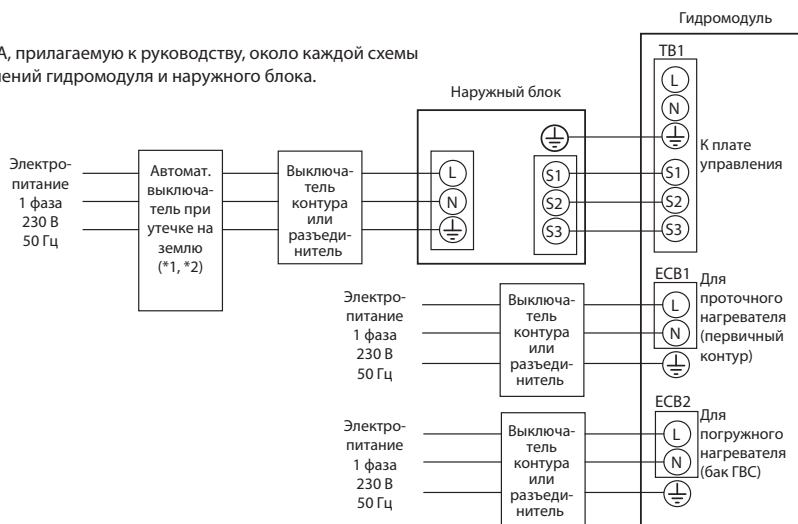 Гидромодуль
А, прилагаемую к руководству, около каждой схемы
нений гидромодуля и наружного блока.
TB1
L
N
К плате
управления
S1
S2
S3
Наружный блок
L
N
S1
S2
S3
Электро-
питание
1 фаза
230 В
50 Гц
Автомат.
выключа-
тель при
утечке на
землю
(*1, *2)
Выключа-
тель
контура
или
разъеди-
нитель
ECB1
Для
проточного
нагревателя
(первичный
контур)
L
N
Электро-
питание
1 фаза
230 В
50 Гц
Выключа-
тель
контура
или
разъеди-
нитель
ECB2
Для
погружного
нагревателя
(бак ГВС)
L
N
Электро-
питание
1 фаза
230 В
50 Гц
Выключа-
тель
контура
или
разъеди-
нитель